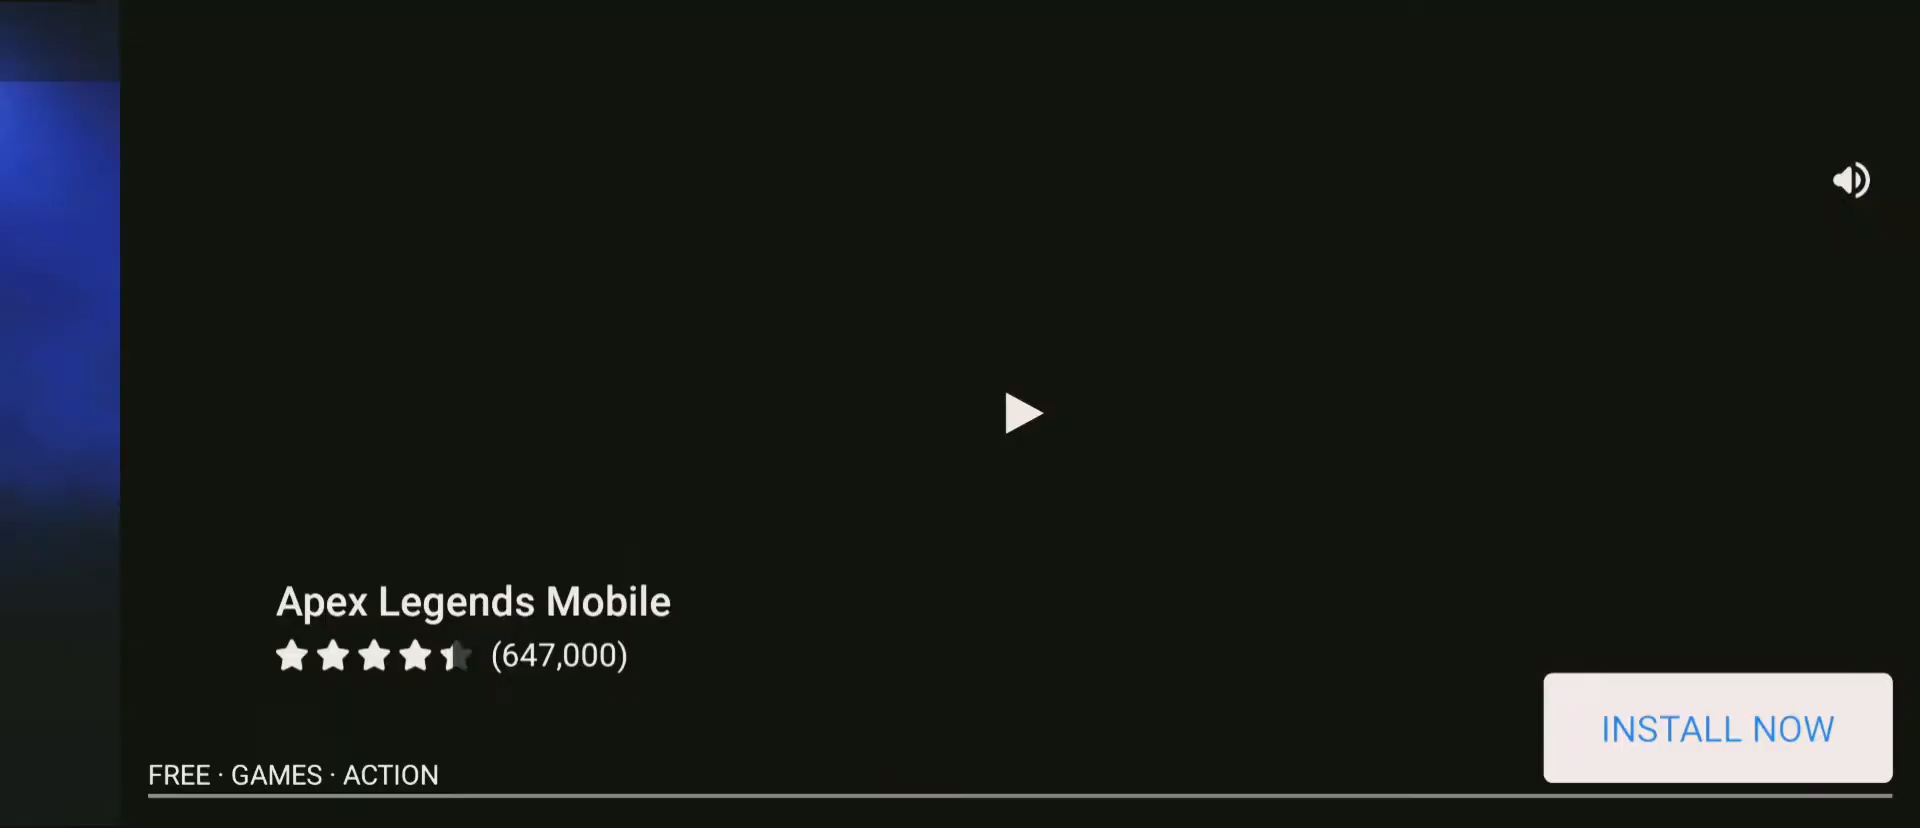 Apex Legends Mobile
(647,000)
INSTALL NOW
FREE · GAMES · ACTION